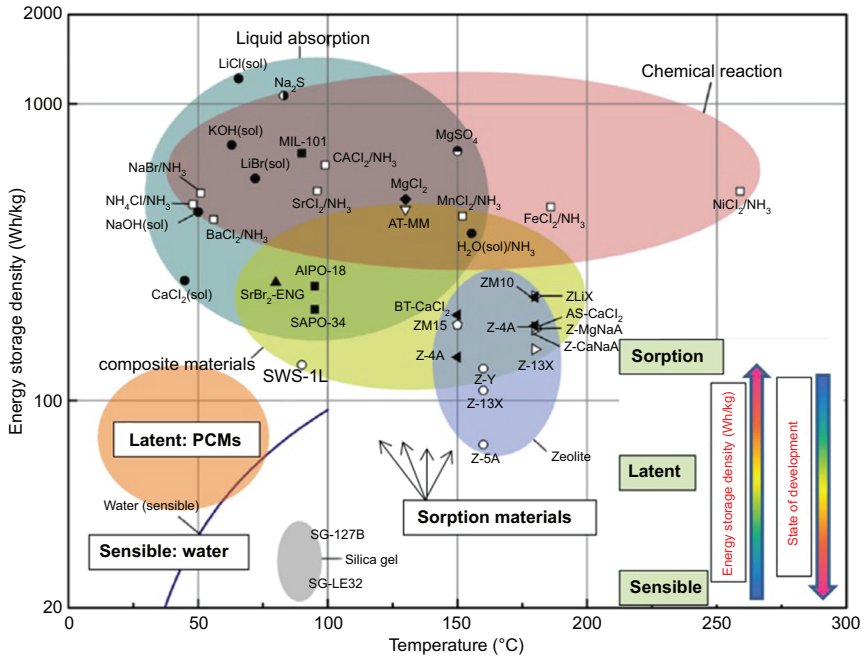 2000
1000
100
20
Energy storage density (Wh/kg)
0
50
100
150
200
250
300
Temperature (°C)
Liquid absorption
Chemical reaction
LiCl(sol)
Na₂S
KOH(sol)
MIL-101
MgSO₄
NaBr/NH₃
LiBr(sol)
CACl₂/NH₃
NH₄Cl/NH₃
SrCl₂/NH₃
MgCl₂
MnCl₂/NH₃
NiCl₂/NH₃
NaOH(sol)
BaCl₂/NH₃
AT-MM
FeCl₂/NH₃
H₂O(sol)/NH₃
CaCl₂(sol)
SrBr₂-ENG
AIPO-18
ZM10
ZLiX
SAPO-34
BT-CaCl₂
AS-CaCl₂
ZM15
Z-4A
Z-MgNaA
Z-CaNaA
composite materials
SWS-1L
Z-4A
Z-13X
Z-Y
Z-13X
Z-5A
Zeolite
Latent: PCMs
Water (sensible)
Sensible: water
SG-127B
Silica gel
SG-LE32
Sorption materials
Sorption
Latent
Sensible
Energy storage density (Wh/kg)
State of development